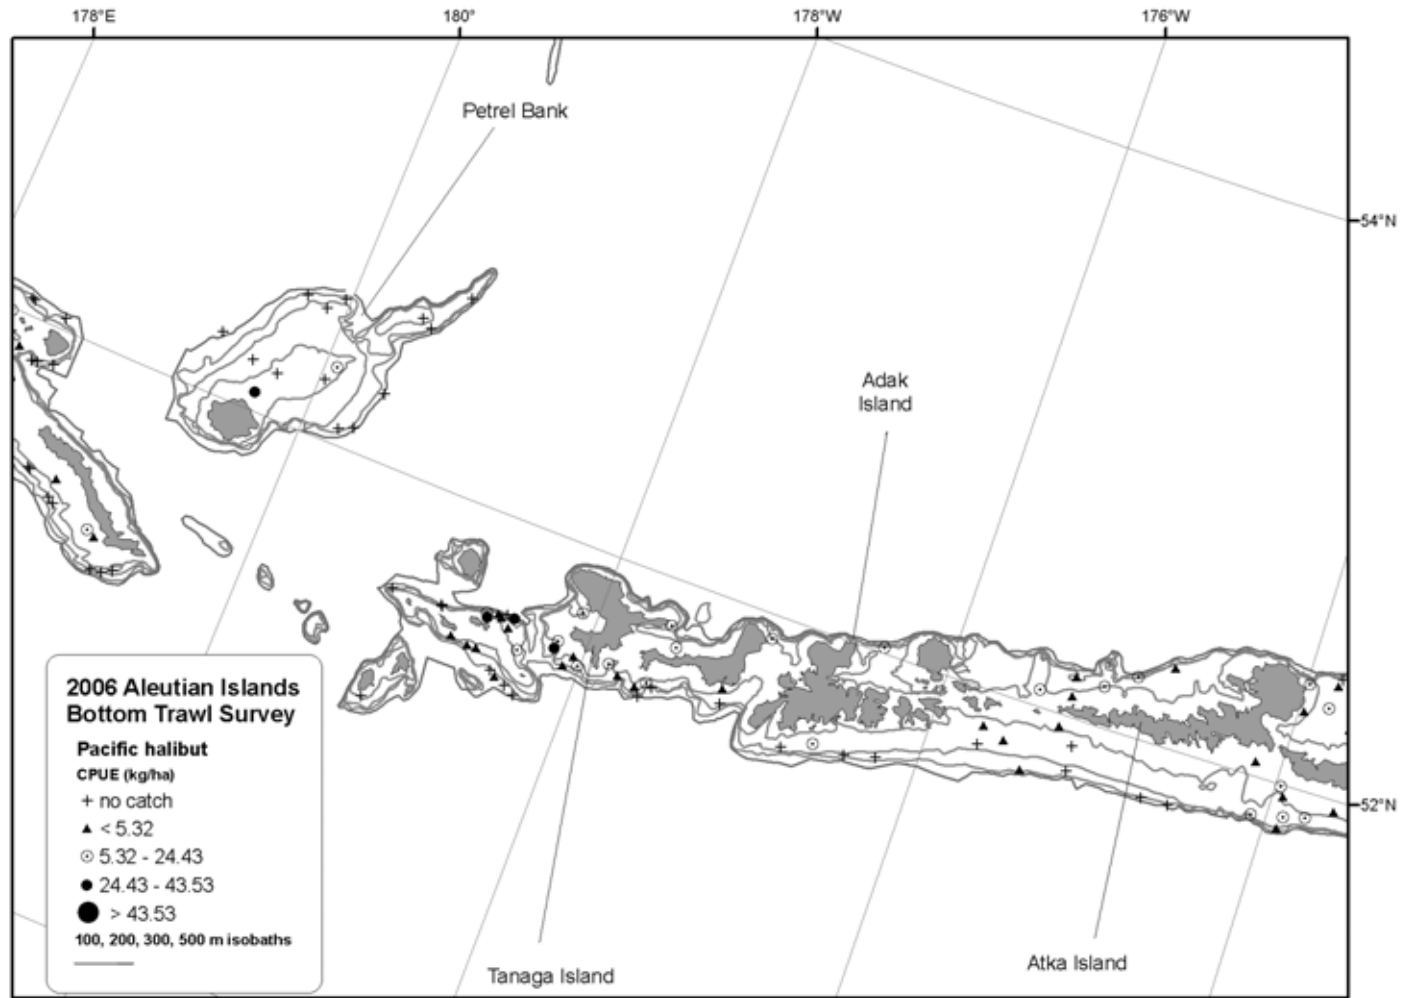 178°E
180°
178°W
176°W
Petrel Bank
54°N
Adak
Island
2006 Aleutian Islands
Bottom Trawl Survey
Pacific halibut
CPUE (kg/ha)
no catch
< 5.32
5.32 - 24.43
24.43 - 43.53
> 43.53
100, 200, 300, 500 m isobaths
52°N
Atka Island
Tanaga Island